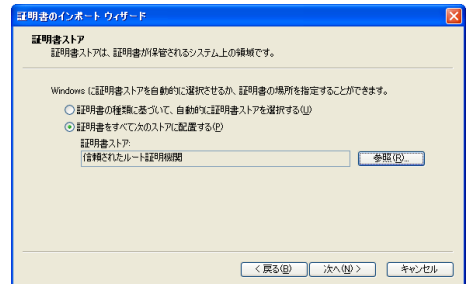 証明書のインポート ウィザード
証明書ストア
証明書ストアは、証明書が保管されるシステム上の領域です。
Windows に証明書ストアを自動的に選択させるか、証明書の場所を指定することができます。
証明書の種類に基づいて、自動的に証明書ストアを選択する(U)
証明書をすべて次のストアに配置する(P)
証明書ストア:
信頼されたルート証明機関
参照(R)...
< 戻る(B)
次へ(N) >
キャンセル